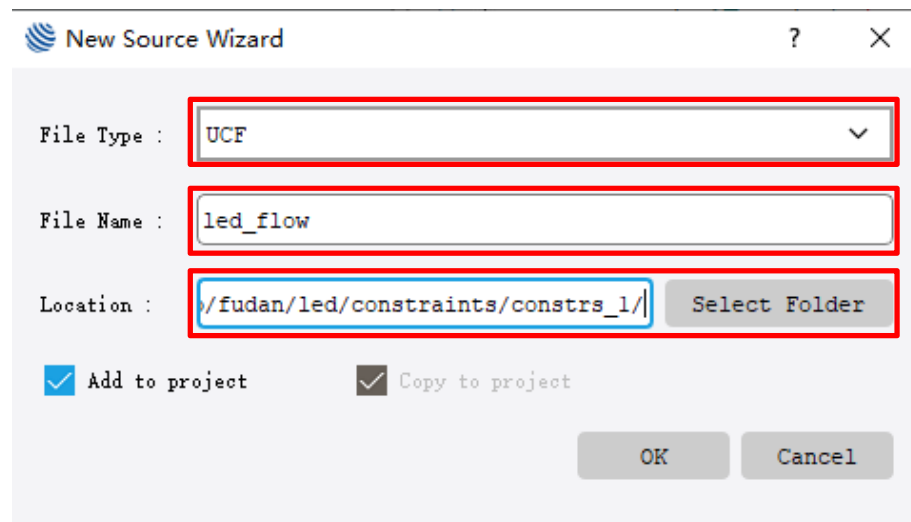 New Source Wizard ?
File Type : UCF
File Name : led_flow
Location : /fudan/led/constraints/constrs_1/ Select Folder
Add to project Copy to project
OK Cancel